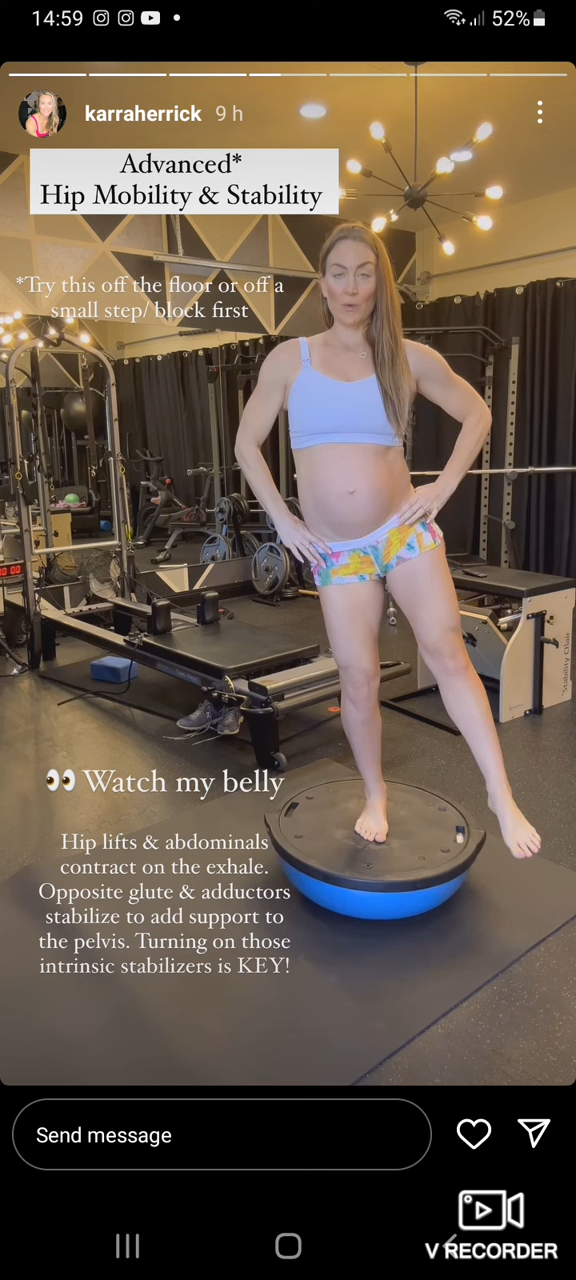 14:59
52%
karraherrick 9 h
Advanced*
Hip Mobility & Stability
*Try this off the floor or off a
small step/ block first
Stability Chair
👀 Watch my belly
Hip lifts & abdominals
contract on the exhale.
Opposite glute & adductors
stabilize to add support to
the pelvis. Turning on those
intrinsic stabilizers is KEY!
Send message
V RECORDER